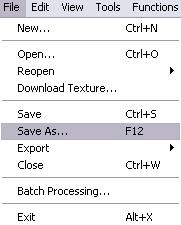 File Edit View Tools Functions
New... Ctrl+N
Open... Ctrl+O
Reopen
Download Texture...
Save Ctrl+S
Save As... F12
Export
Close Ctrl+W
Batch Processing...
Exit Alt+X